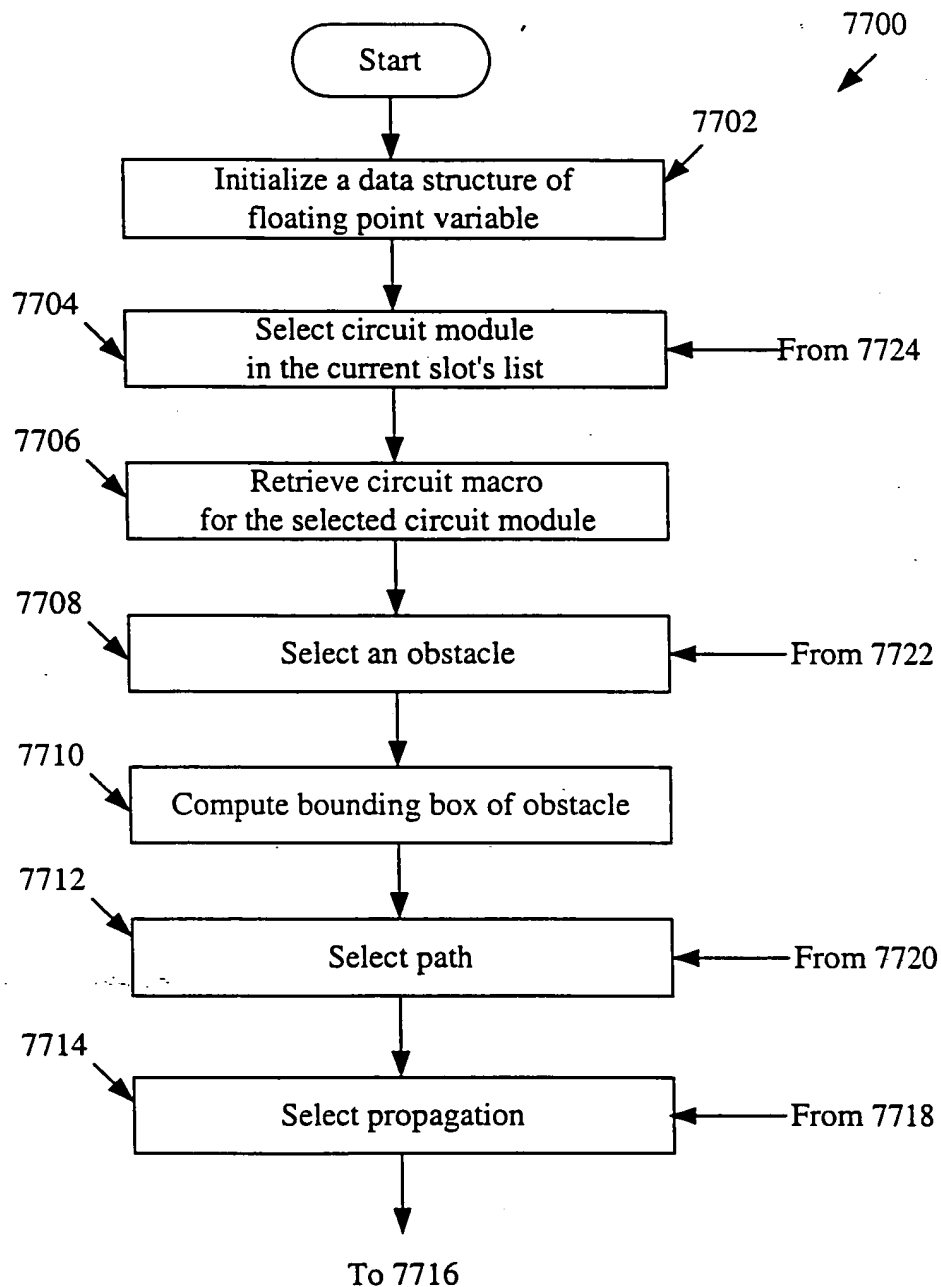 7700
Start
7702
Initialize a data structure of
floating point variable
7704
Select circuit module
in the current slot's list
From 7724
7706
Retrieve circuit macro
for the selected circuit module
7708
Select an obstacle
From 7722
7710
Compute bounding box of obstacle
7712
Select path
From 7720
7714
Select propagation
From 7718
To 7716